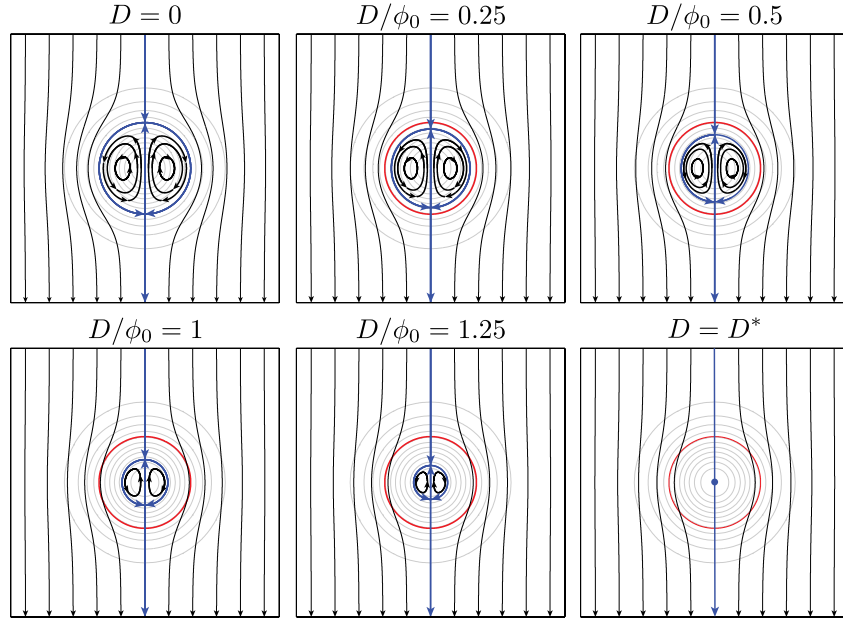 D = 0
D/ϕ₀ = 0.25
D/ϕ₀ = 0.5
D/ϕ₀ = 1
D/ϕ₀ = 1.25
D = D*